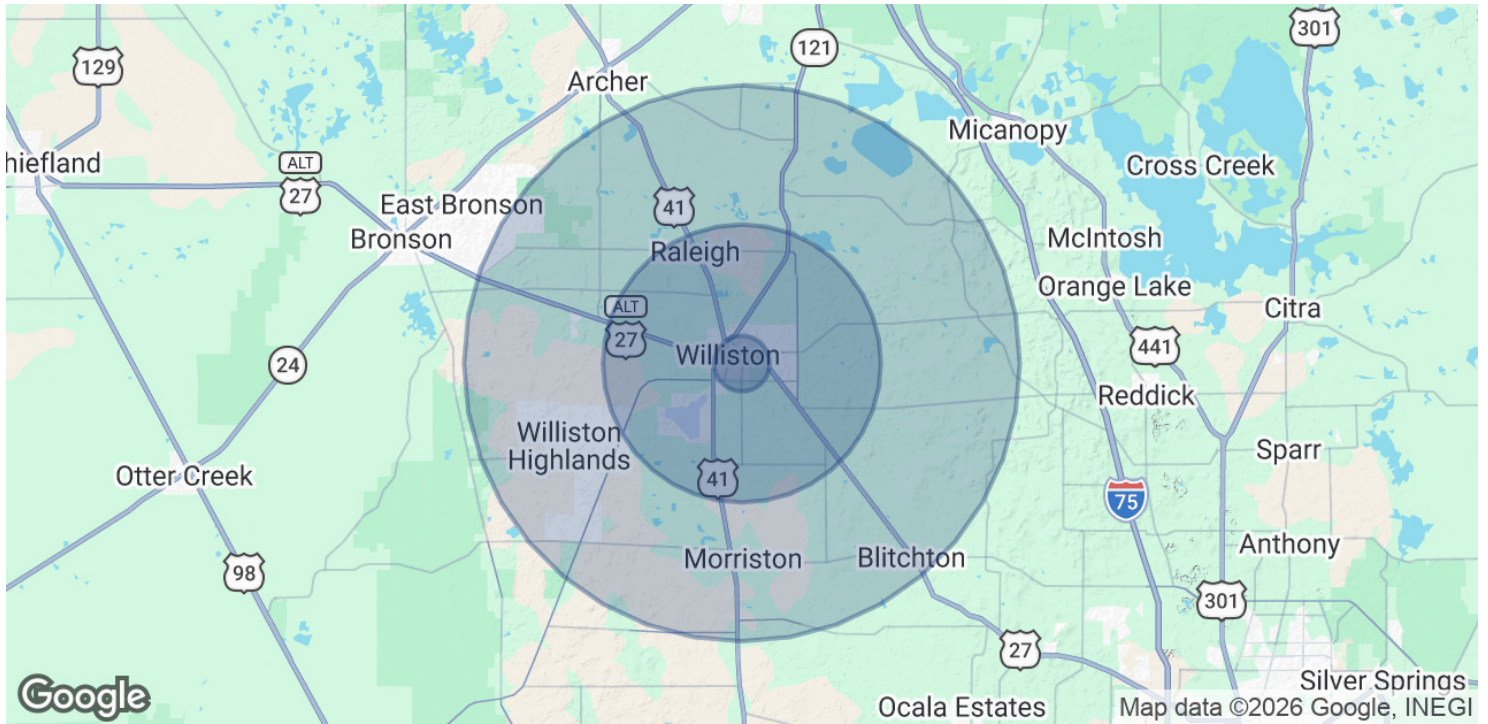 301
121
129
Archer
Micanopy
hiefland
ALT
27
Cross Creek
East Bronson
41
Bronson
McIntosh
Raleigh
Orange Lake
ALT
27
Citra
Williston
441
24
Reddick
Williston
Highlands
Sparr
Otter Creek
41
75
Anthony
Morriston
Blitchton
98
301
27
Silver Springs
Google
Ocala Estates
Map data ©2026 Google, INEGI